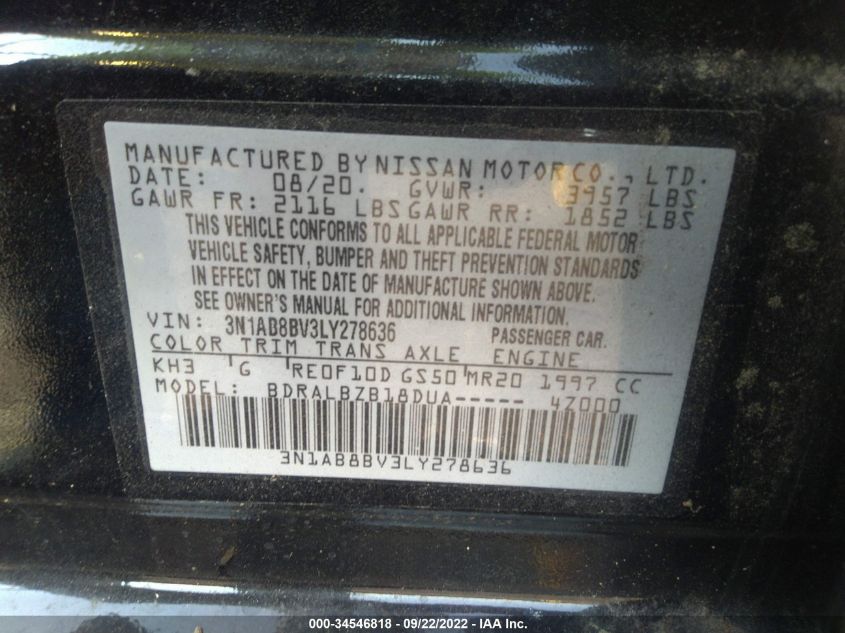 MANUFACTURED BY NISSAN MOTOR CO., LTD.
DATE: 08/20. GVWR: 3957 LBS
GAWR FR: 2116 LBS GAWR RR: 1852 LBS
THIS VEHICLE CONFORMS TO ALL APPLICABLE FEDERAL MOTOR
VEHICLE SAFETY, BUMPER AND THEFT PREVENTION STANDARDS
IN EFFECT ON THE DATE OF MANUFACTURE SHOWN ABOVE.
SEE OWNER'S MANUAL FOR ADDITIONAL INFORMATION.
VIN: 3N1AB8BV3LY278636 PASSENGER CAR.
COLOR TRIM TRANS AXLE ENGINE
KH3 G RE0F10D GS50 MR20 1997 CC
MODEL: BDRALBZB18DUA----- 4Z000
3N1AB8BV3LY278636
000-34546818 - 09/22/2022 - IAA Inc.